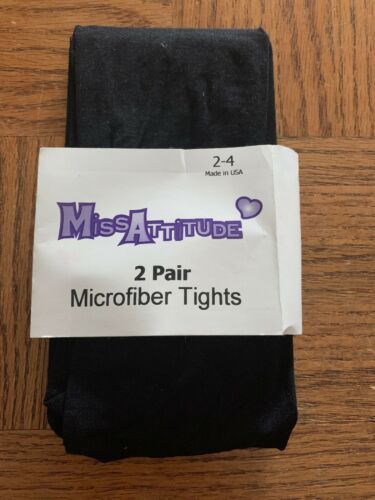 2-4
Made in USA
MissAttitude
2 Pair
Microfiber Tights